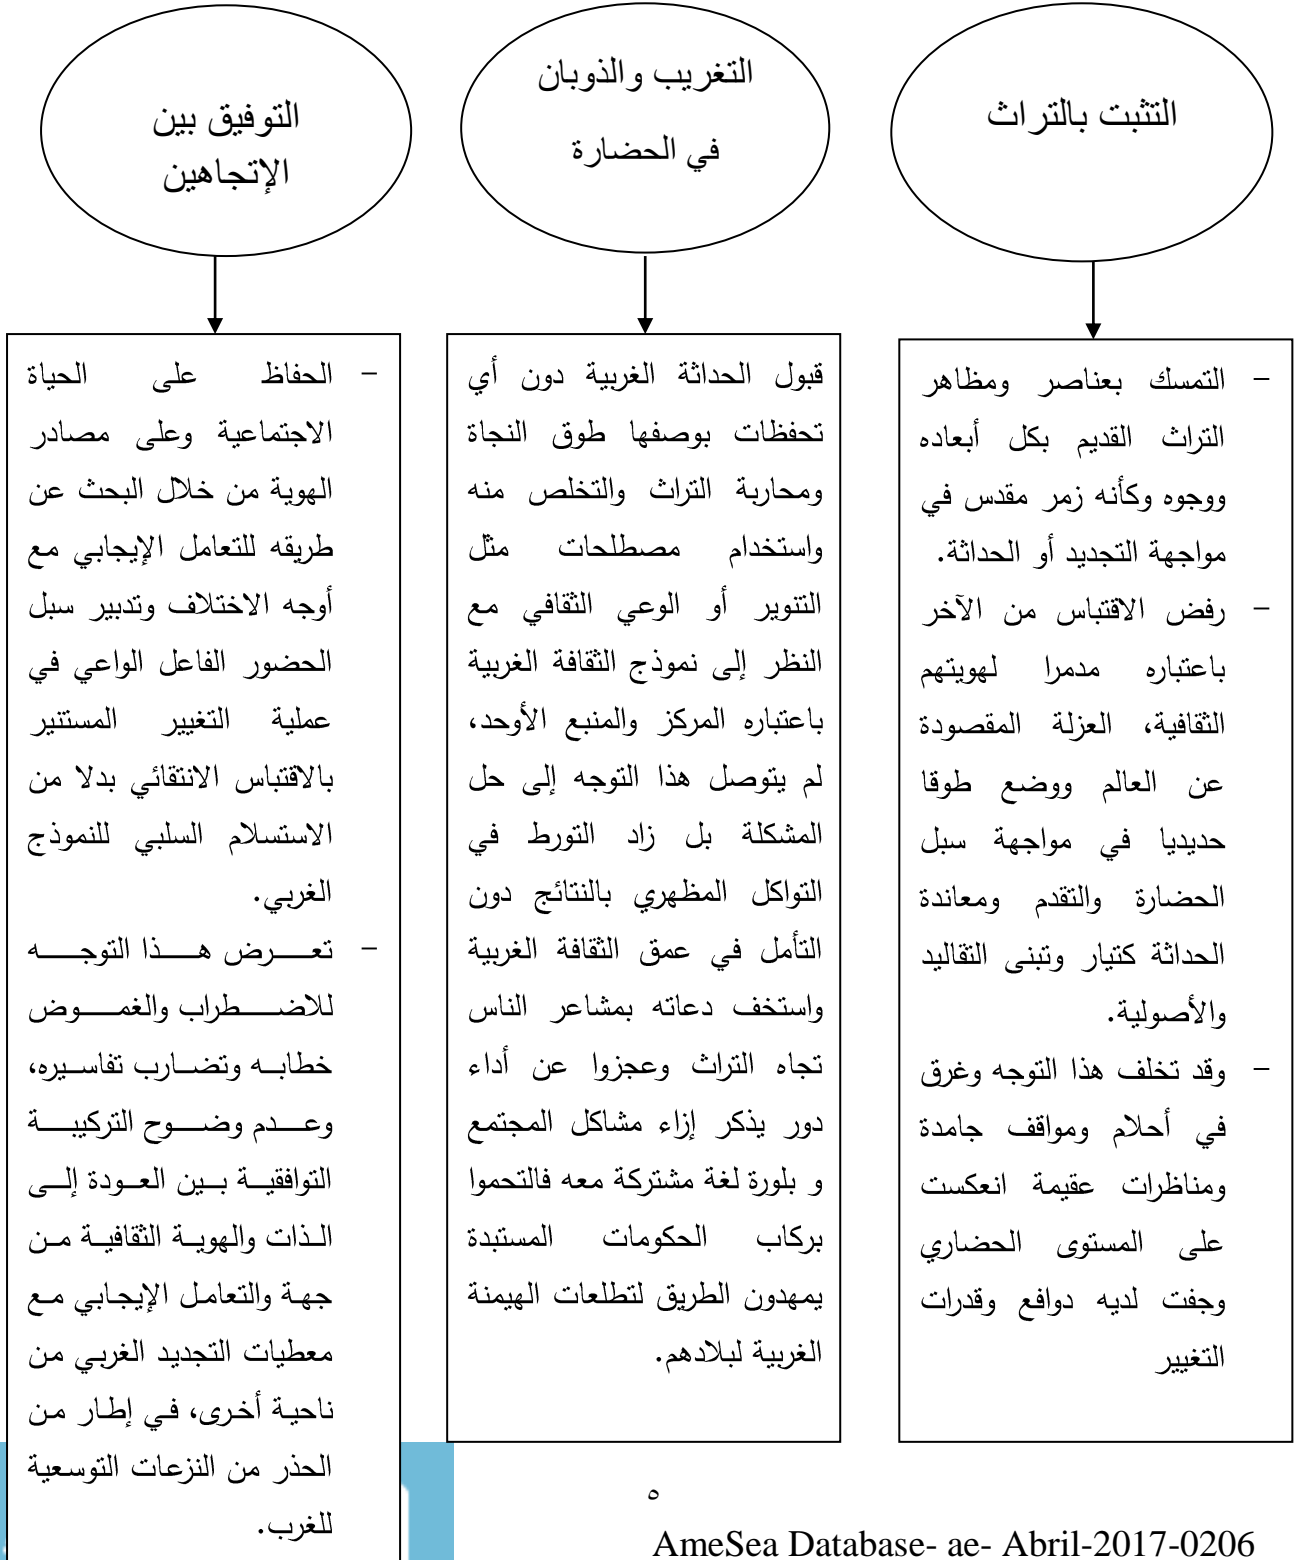 التثبت بالتراث
التمسك بعناصر ومظاهر -
التراث القديم بكل أبعاده
ووجوه وكأنه زمر مقدس في
مواجهة التجديد أو الحداثة.
رفض الاقتباس من الآخر -
باعتباره مدمرا لهويتهم
الثقافية، العزلة المقصودة
عن العالم ووضع طوقا
حديديا في مواجهة سبل
الحضارة والتقدم ومعاندة
الحداثة كتيار وتبنى التقاليد
والأصولية.
وقد تخلف هذا التوجه وغرق -
في أحلام ومواقف جامدة
ومناظرات عقيمة انعكست
على المستوى الحضاري
وجفت لديه دوافع وقدرات
التغيير
التغريب والذوبان
في الحضارة
قبول الحداثة الغربية دون أي
تحفظات بوصفها طوق النجاة
ومحاربة التراث والتخلص منه
واستخدام مصطلحات مثل
التنوير أو الوعي الثقافي مع
النظر إلى نموذج الثقافة الغربية
باعتباره المركز والمنبع الأوحد،
لم يتوصل هذا التوجه إلى حل
المشكلة بل زاد التورط في
التواكل المظهري بالنتائج دون
التأمل في عمق الثقافة الغربية
واستخف دعاته بمشاعر الناس
تجاه التراث وعجزوا عن أداء
دور يذكر إزاء مشاكل المجتمع
و بلورة لغة مشتركة معه فالتحموا
بركاب الحكومات المستبدة
يمهدون الطريق لتطلعات الهيمنة
الغربية لبلادهم.
التوفيق بين
الإتجاهين
الحفاظ على الحياة -
الاجتماعية وعلى مصادر
الهوية من خلال البحث عن
طريقه للتعامل الإيجابي مع
أوجه الاختلاف وتدبير سبل
الحضور الفاعل الواعي في
عملية التغيير المستنير
بالاقتباس الانتقائي بدلا من
الاستسلام السلبي للنموذج
الغربي.
تعرض هذا التوجه -
للاضطراب والغموض
خطابه وتضارب تفاسيره،
وعدم وضوح التركيبة
التوافقية بين العودة إلى
الذات والهوية الثقافية من
جهة والتعامل الإيجابي مع
معطيات التجديد الغربي من
ناحية أخرى، في إطار من
الحذر من النزعات التوسعية
للغرب.
٥
AmeSea Database- ae- Abril-2017-0206